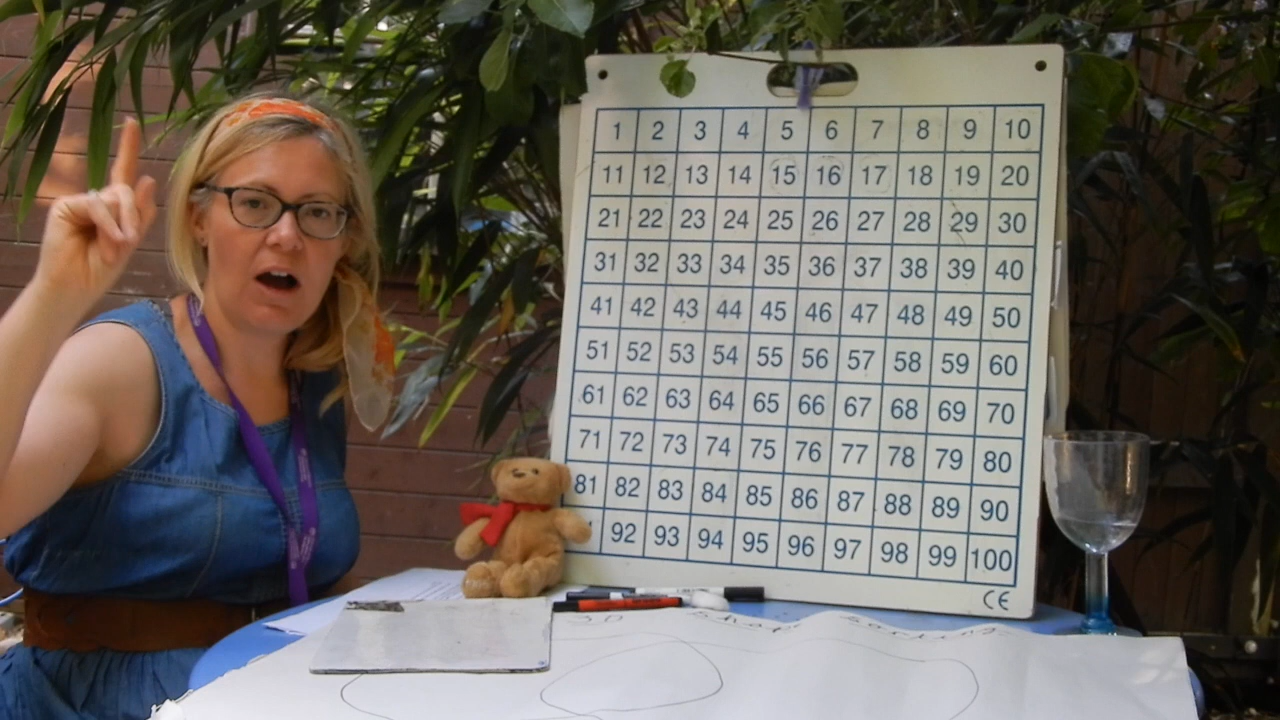 1 2 3 4 5 6 7 8 9 10
11 12 13 14 15 16 17 18 19 20
21 22 23 24 25 26 27 28 29 30
31 32 33 34 35 36 37 38 39 40
41 42 43 44 45 46 47 48 49 50
51 52 53 54 55 56 57 58 59 60
61 62 63 64 65 66 67 68 69 70
71 72 73 74 75 76 77 78 79 80
81 82 83 84 85 86 87 88 89 90
92 93 94 95 96 97 98 99 100
CE
3D Shape Sorting